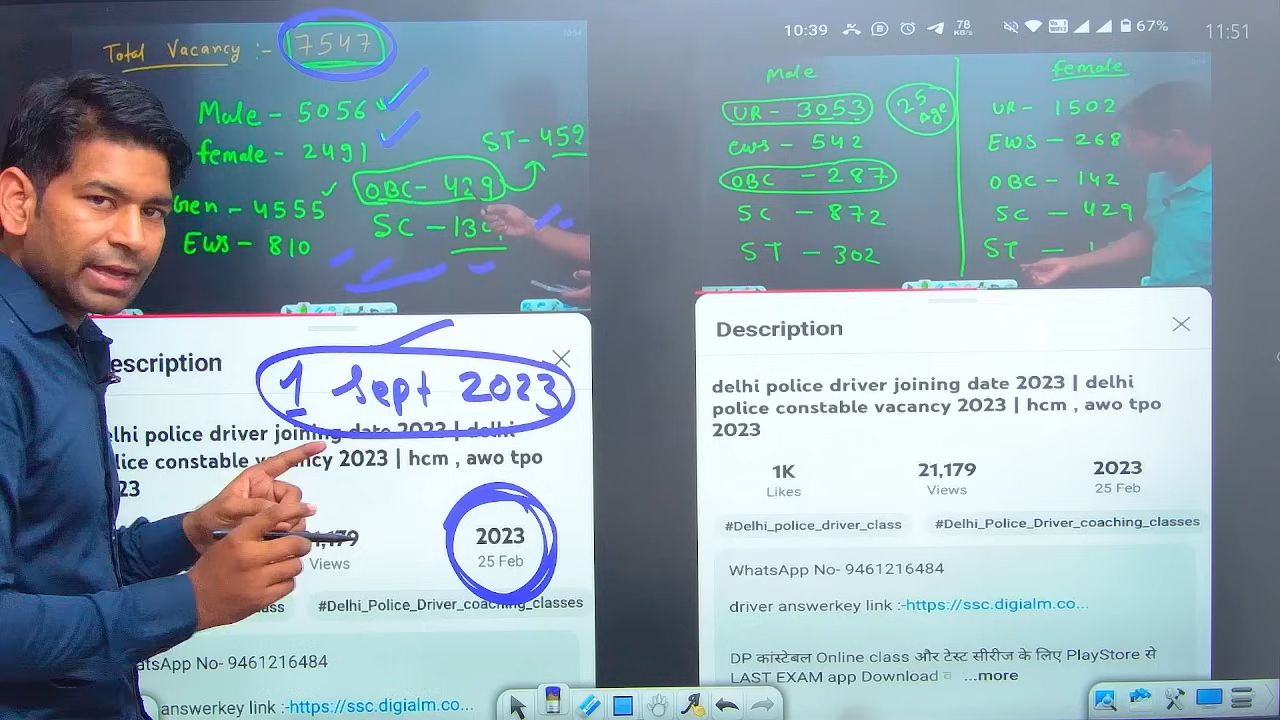 Total Vacancy :- 7547
Male - 5056
female - 2491
ST - 459
OBC - 429
Gen - 4555
SC -
EWS - 810
escription
1 Sept 2023
lhi police driver joining date 2023 | delhi
lice constable vacancy 2023 | hcm , awo tpo
23
2023
Views
25 Feb
#Delhi_Police_Driver_coaching_classes
atsApp No- 9461216484
answerkey link :-https://ssc.digialm.co...
10:39
78
KB/s
67%
11:51
Male
female
UR - 3053
25 age
UR - 1502
ews - 542
EWS - 268
OBC - 287
OBC - 142
SC - 872
SC - 429
ST - 302
ST -
Description
delhi police driver joining date 2023 | delhi
police constable vacancy 2023 | hcm , awo tpo
2023
1K
21,179
2023
Likes
Views
25 Feb
#Delhi_police_driver_class
#Delhi_Police_Driver_coaching_classes
WhatsApp No- 9461216484
driver answerkey link :-https://ssc.digialm.co...
DP कांस्टेबल Online class और टेस्ट सीरीज के लिए PlayStore से
LAST EXAM app Download ...more